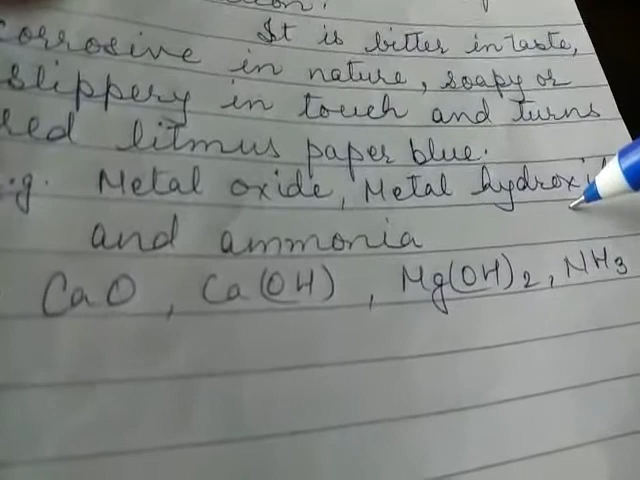 It is bitter in taste,
corrosive in nature, soapy or
slippery in touch and turns
red litmus paper blue.
e.g. Metal oxide, Metal hydroxi
and ammonia
CaO, Ca(OH), Mg(OH)2, NH3